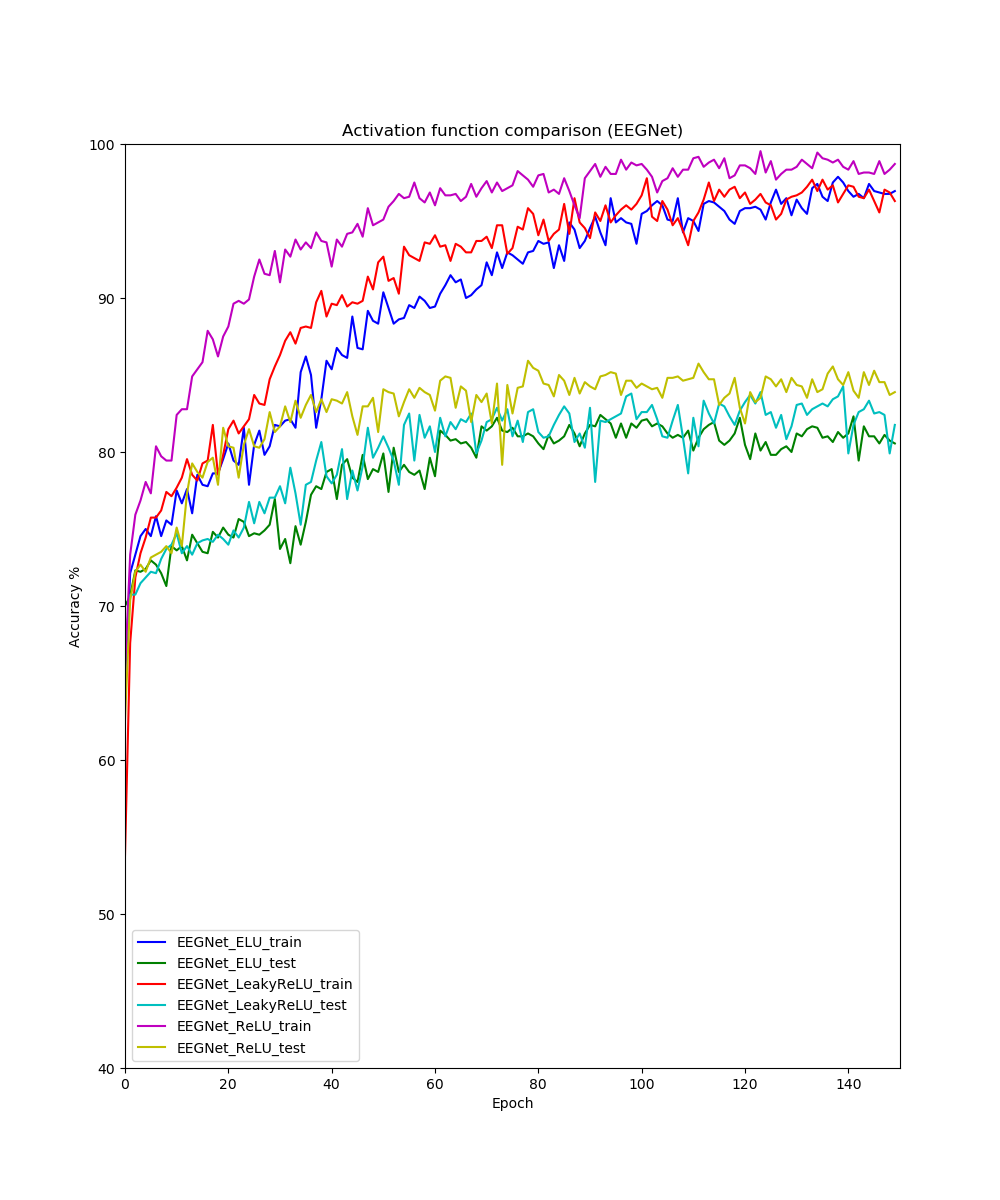 Activation function comparison (EEGNet)
100
90
80
70
60
50
40
Accuracy %
EEGNet_ELU_train
EEGNet_ELU_test
EEGNet_LeakyReLU_train
EEGNet_LeakyReLU_test
EEGNet_ReLU_train
EEGNet_ReLU_test
0 20 40 60 80 100 120 140
Epoch